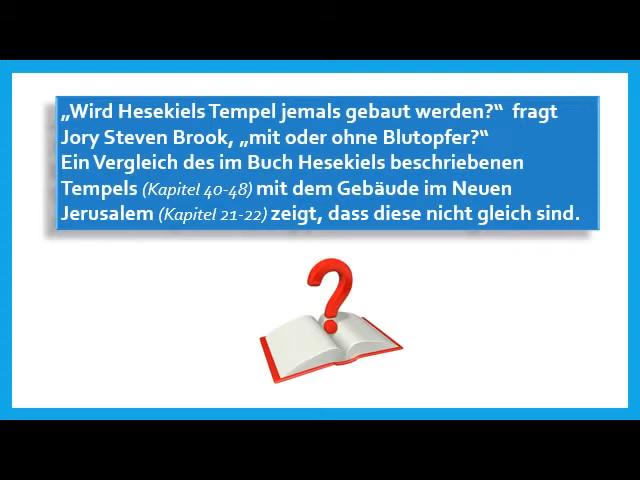 „Wird Hesekiels Tempel jemals gebaut werden?“ fragt
Jory Steven Brook, „mit oder ohne Blutopfer?“
Ein Vergleich des im Buch Hesekiels beschriebenen
Tempels (Kapitel 40-48) mit dem Gebäude im Neuen
Jerusalem (Kapitel 21-22) zeigt, dass diese nicht gleich sind.